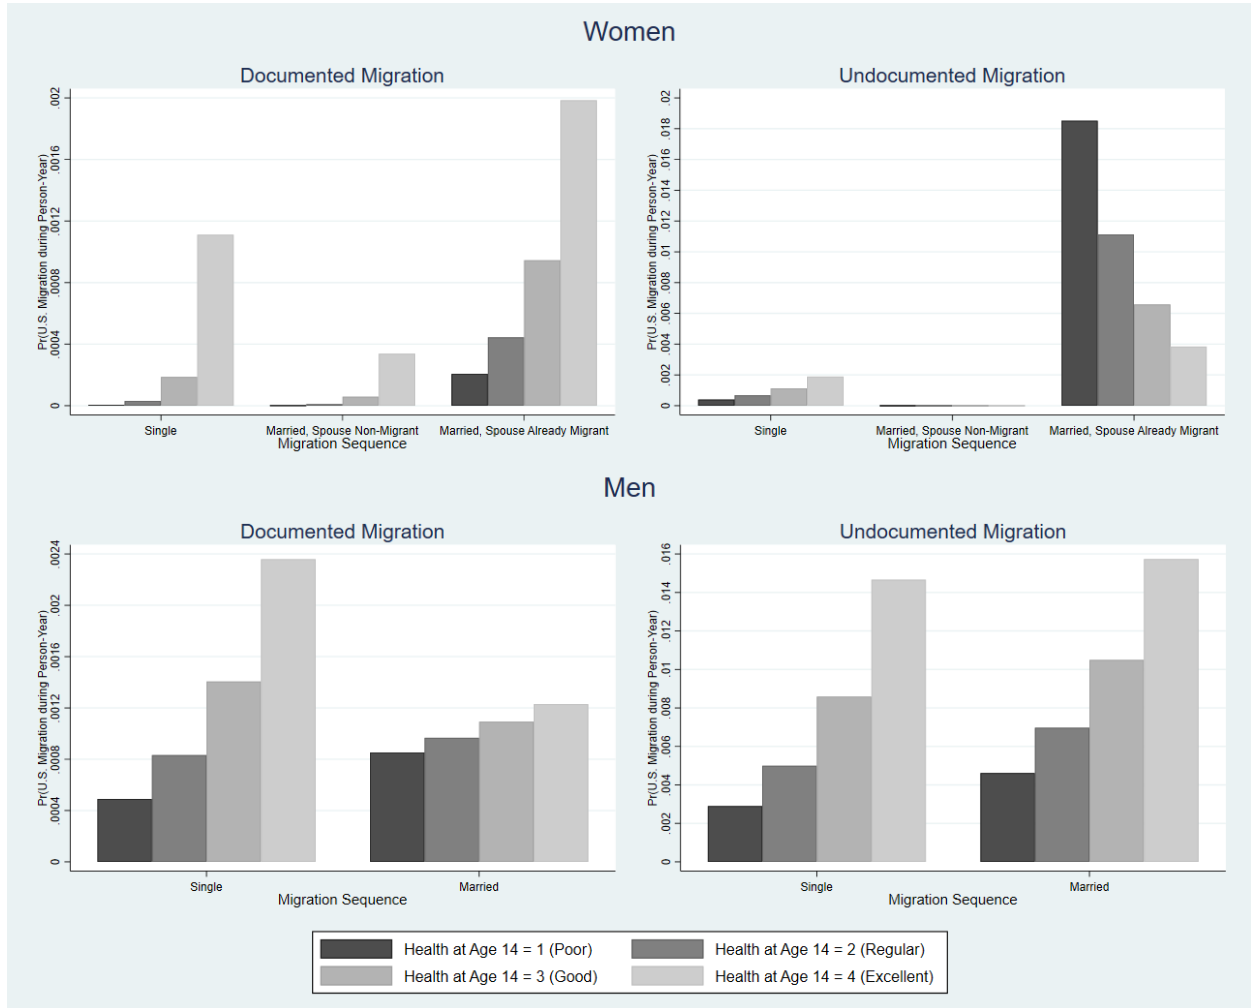 Women
Documented Migration
Pr(U.S. Migration during Person-Year)
.002
.0016
.0012
.0008
.0004
0
Single
Married, Spouse Non-Migrant
Married, Spouse Already Migrant
Migration Sequence
Undocumented Migration
Pr(U.S. Migration during Person-Year)
.02
.018
.016
.014
.012
.01
.008
.006
.004
.002
0
Single
Married, Spouse Non-Migrant
Married, Spouse Already Migrant
Migration Sequence
Men
Documented Migration
Pr(U.S. Migration during Person-Year)
.0024
.002
.0016
.0012
.0008
.0004
0
Single
Married
Migration Sequence
Undocumented Migration
Pr(U.S. Migration during Person-Year)
.016
.014
.012
.01
.008
.006
.004
.002
0
Single
Married
Migration Sequence
Health at Age 14 = 1 (Poor)
Health at Age 14 = 2 (Regular)
Health at Age 14 = 3 (Good)
Health at Age 14 = 4 (Excellent)